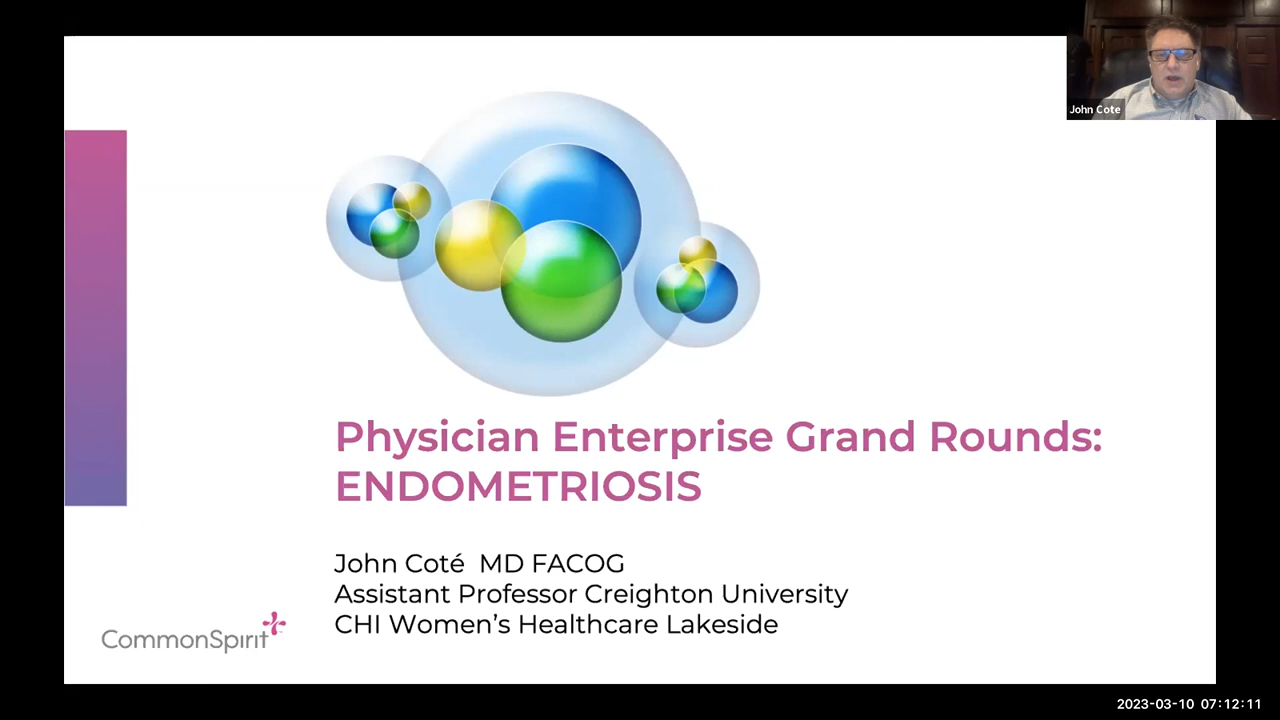 John Cote
Physician Enterprise Grand Rounds:
ENDOMETRIOSIS
John Coté  MD FACOG
Assistant Professor Creighton University
CHI Women’s Healthcare Lakeside
CommonSpirit
2023-03-10 07:12:11